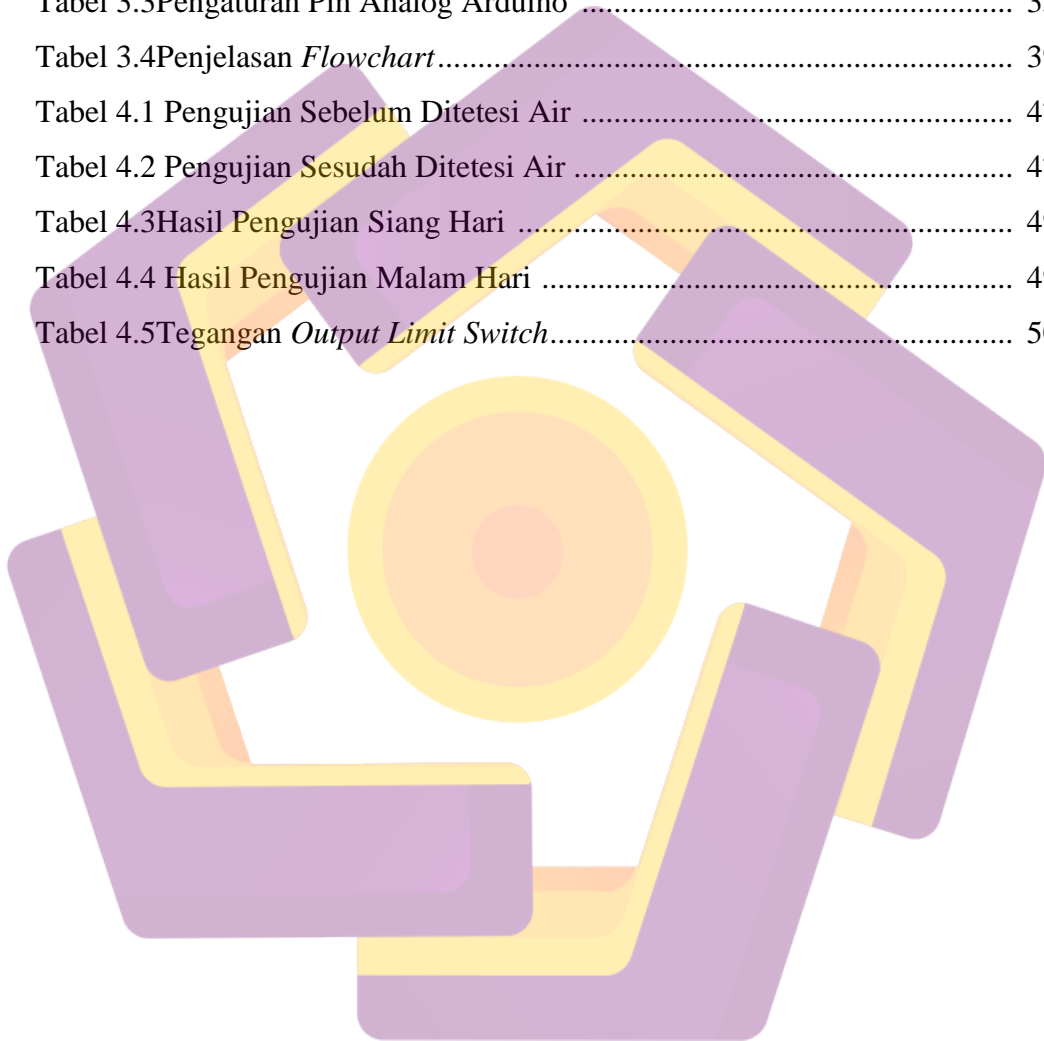 Tabel 3.3Pengaturan Pin Analog Arduino ..........................................................
Tabel 3.4Penjelasan Flowchart.........................................................................
Tabel 4.1 Pengujian Sebelum Ditetesi Air .......................................................
Tabel 4.2 Pengujian Sesudah Ditetesi Air ........................................................
Tabel 4.3Hasil Pengujian Siang Hari ...............................................................
Tabel 4.4 Hasil Pengujian Malam Hari ............................................................
Tabel 4.5Tegangan Output Limit Switch...........................................................